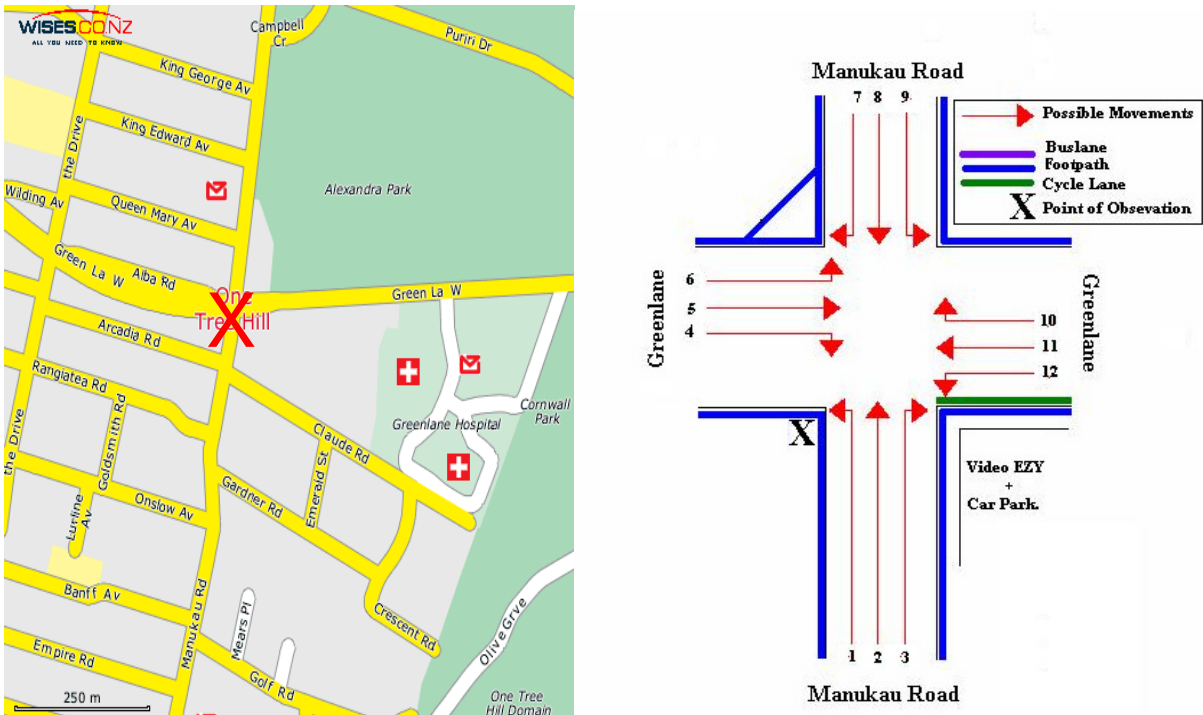 WISES.CO.NZ
ALL YOU NEED TO KNOW
Campbell
Cr
Puriri Dr
King George Av
King Edward Av
the Drive
Alexandra Park
Wilding Av
Queen Mary Av
Green La W
Alba Rd
One
Tree Hill
X
Green La W
Arcadia Rd
Rangiatea Rd
Goldsmith Rd
the Drive
Claude Rd
Greenlane Hospital
Cornwall
Park
Emerald St
Gardner Rd
Onslow Av
Lurline
Av
Banff Av
Manukau Rd
Mears Pl
Crescent Rd
Olive Grve
Empire Rd
Golf Rd
250 m
One Tree
Hill Domain
Manukau Road
7 8 9
Possible Movements
Buslane
Footpath
Cycle Lane
X Point of Obsevation
Greenlane
6
5
4
10
11
12
Greenlane
X
Video EZY
+
Car Park.
1 2 3
Manukau Road